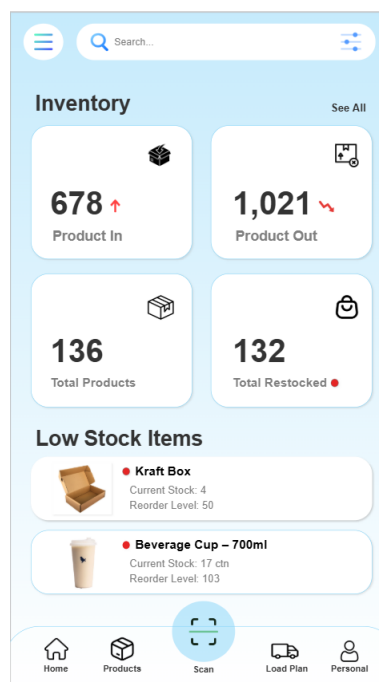 Search...
Inventory
See All
678
1,021
Product In
Product Out
136
132
Total Products
Total Restocked
Low Stock Items
Kraft Box
Current Stock: 4
Reorder Level: 50
Beverage Cup – 700ml
Current Stock: 17 ctn
Reorder Level: 103
Home
Products
Scan
Load Plan
Personal